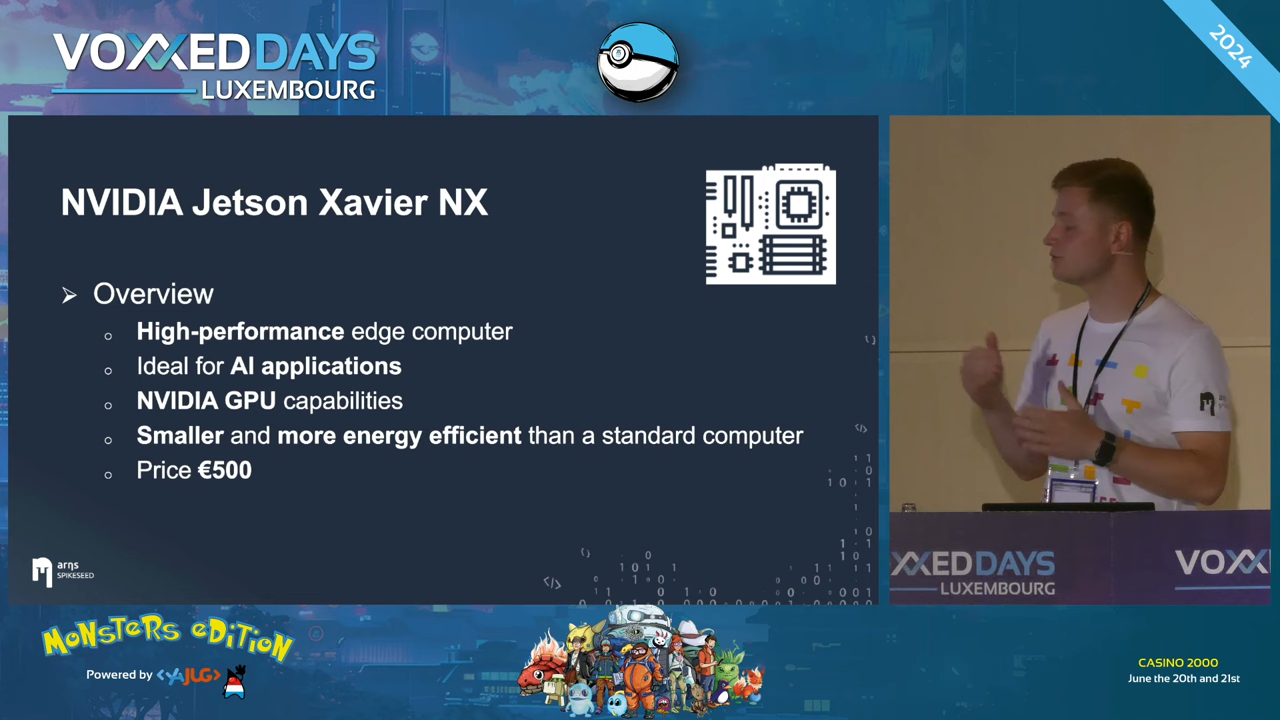 VOXXED DAYS
LUXEMBOURG
2024
NVIDIA Jetson Xavier NX
Overview
High-performance edge computer
Ideal for AI applications
NVIDIA GPU capabilities
Smaller and more energy efficient than a standard computer
Price €500
arηs
SPIKESEED
VOXXED DAYS
LUXEMBOURG
VOXX
MONSTERS EDITION
Powered by <YAJUG>
CASINO 2000
June the 20th and 21st